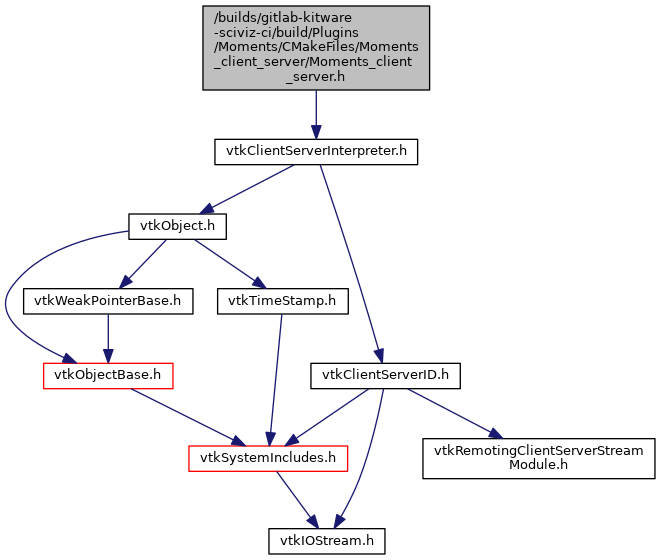 /builds/gitlab-kitware
-sciviz-ci/build/Plugins
/Moments/CMakeFiles/Moments
_client_server/Moments_client
_server.h
vtkClientServerInterpreter.h
vtkObject.h
vtkWeakPointerBase.h
vtkTimeStamp.h
vtkObjectBase.h
vtkClientServerID.h
vtkSystemIncludes.h
vtkRemotingClientServerStream
Module.h
vtkIOStream.h